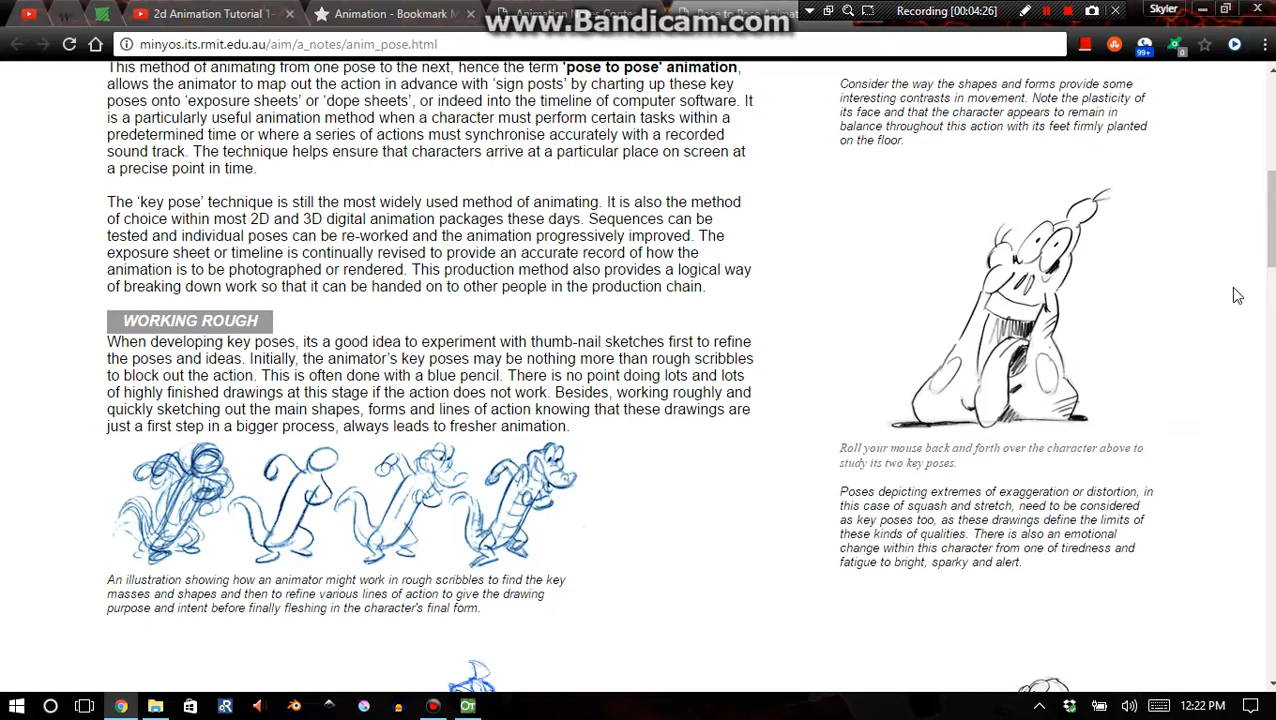 www.Bandicam.com
Recording [00:04:26]
Skyler
2d Animation Tutorial 1-
Animation - Bookmark M
minyos.its.rmit.edu.au/aim/a_notes/anim_pose.html
99+
0
This method of animating from one pose to the next, hence the term 'pose to pose' animation,
allows the animator to map out the action in advance with 'sign posts' by charting up these key
poses onto 'exposure sheets' or 'dope sheets', or indeed into the timeline of computer software. It
is a particularly useful animation method when a character must perform certain tasks within a
predetermined time or where a series of actions must synchronise accurately with a recorded
sound track. The technique helps ensure that characters arrive at a particular place on screen at
a precise point in time.
The 'key pose' technique is still the most widely used method of animating. It is also the method
of choice within most 2D and 3D digital animation packages these days. Sequences can be
tested and individual poses can be re-worked and the animation progressively improved. The
exposure sheet or timeline is continually revised to provide an accurate record of how the
animation is to be photographed or rendered. This production method also provides a logical way
of breaking down work so that it can be handed on to other people in the production chain.
WORKING ROUGH
When developing key poses, its a good idea to experiment with thumb-nail sketches first to refine
the poses and ideas. Initially, the animator's key poses may be nothing more than rough scribbles
to block out the action. This is often done with a blue pencil. There is no point doing lots and lots
of highly finished drawings at this stage if the action does not work. Besides, working roughly and
quickly sketching out the main shapes, forms and lines of action knowing that these drawings are
just a first step in a bigger process, always leads to fresher animation.
An illustration showing how an animator might work in rough scribbles to find the key
masses and shapes and then to refine various lines of action to give the drawing
purpose and intent before finally fleshing in the character's final form.
Consider the way the shapes and forms provide some
interesting contrasts in movement. Note the plasticity of
its face and that the character appears to remain in
balance throughout this action with its feet firmly planted
on the floor.
Roll your mouse back and forth over the character above to
study its two key poses.
Poses depicting extremes of exaggeration or distortion, in
this case of squash and stretch, need to be considered
as key poses too, as these drawings define the limits of
these kinds of qualities. There is also an emotional
change within this character from one of tiredness and
fatigue to bright, sparky and alert.
12:22 PM